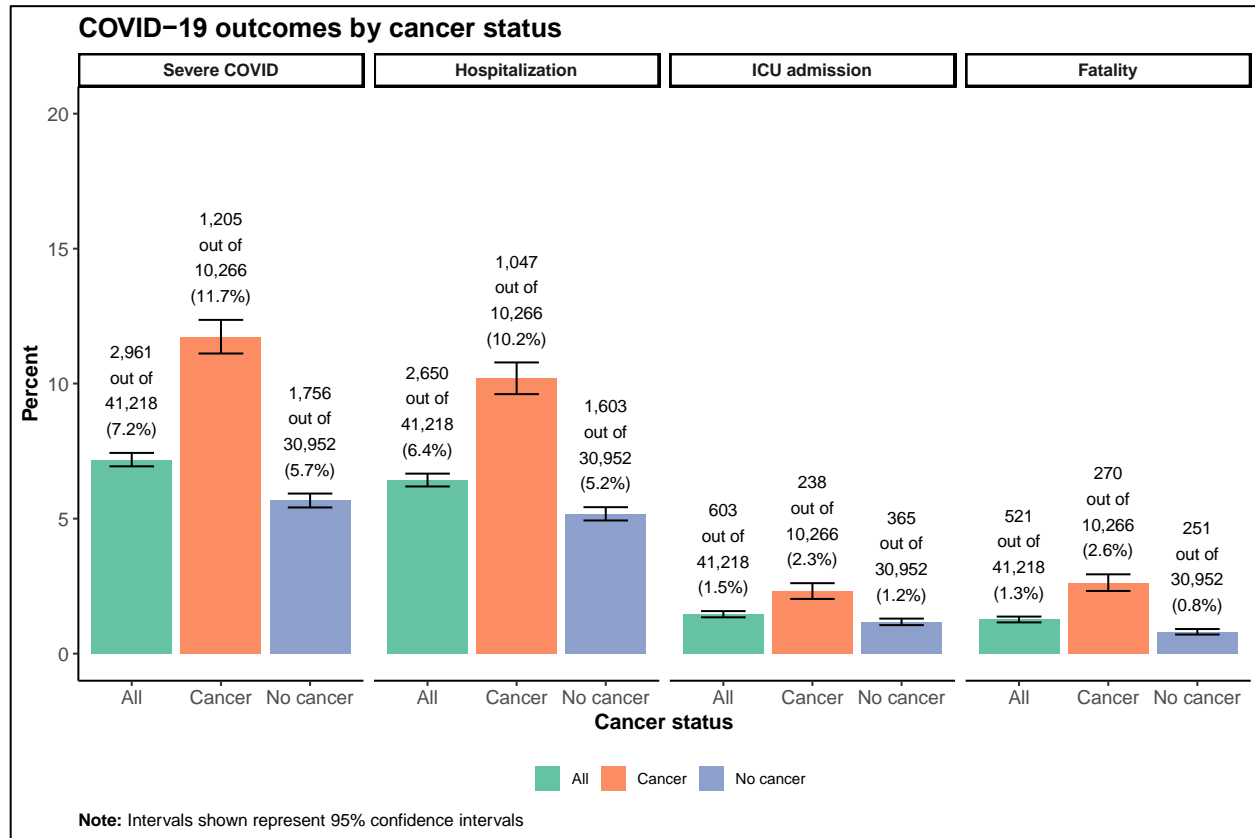 COVID−19 outcomes by cancer status
Severe COVID
Hospitalization
ICU admission
Fatality
Percent
20
15
10
5
0
2,961
out of
41,218
(7.2%)
1,205
out of
10,266
(11.7%)
1,756
out of
30,952
(5.7%)
2,650
out of
41,218
(6.4%)
1,047
out of
10,266
(10.2%)
1,603
out of
30,952
(5.2%)
603
out of
41,218
(1.5%)
238
out of
10,266
(2.3%)
365
out of
30,952
(1.2%)
521
out of
41,218
(1.3%)
270
out of
10,266
(2.6%)
251
out of
30,952
(0.8%)
All Cancer No cancer
All Cancer No cancer
All Cancer No cancer
All Cancer No cancer
Cancer status
All Cancer No cancer
Note: Intervals shown represent 95% confidence intervals